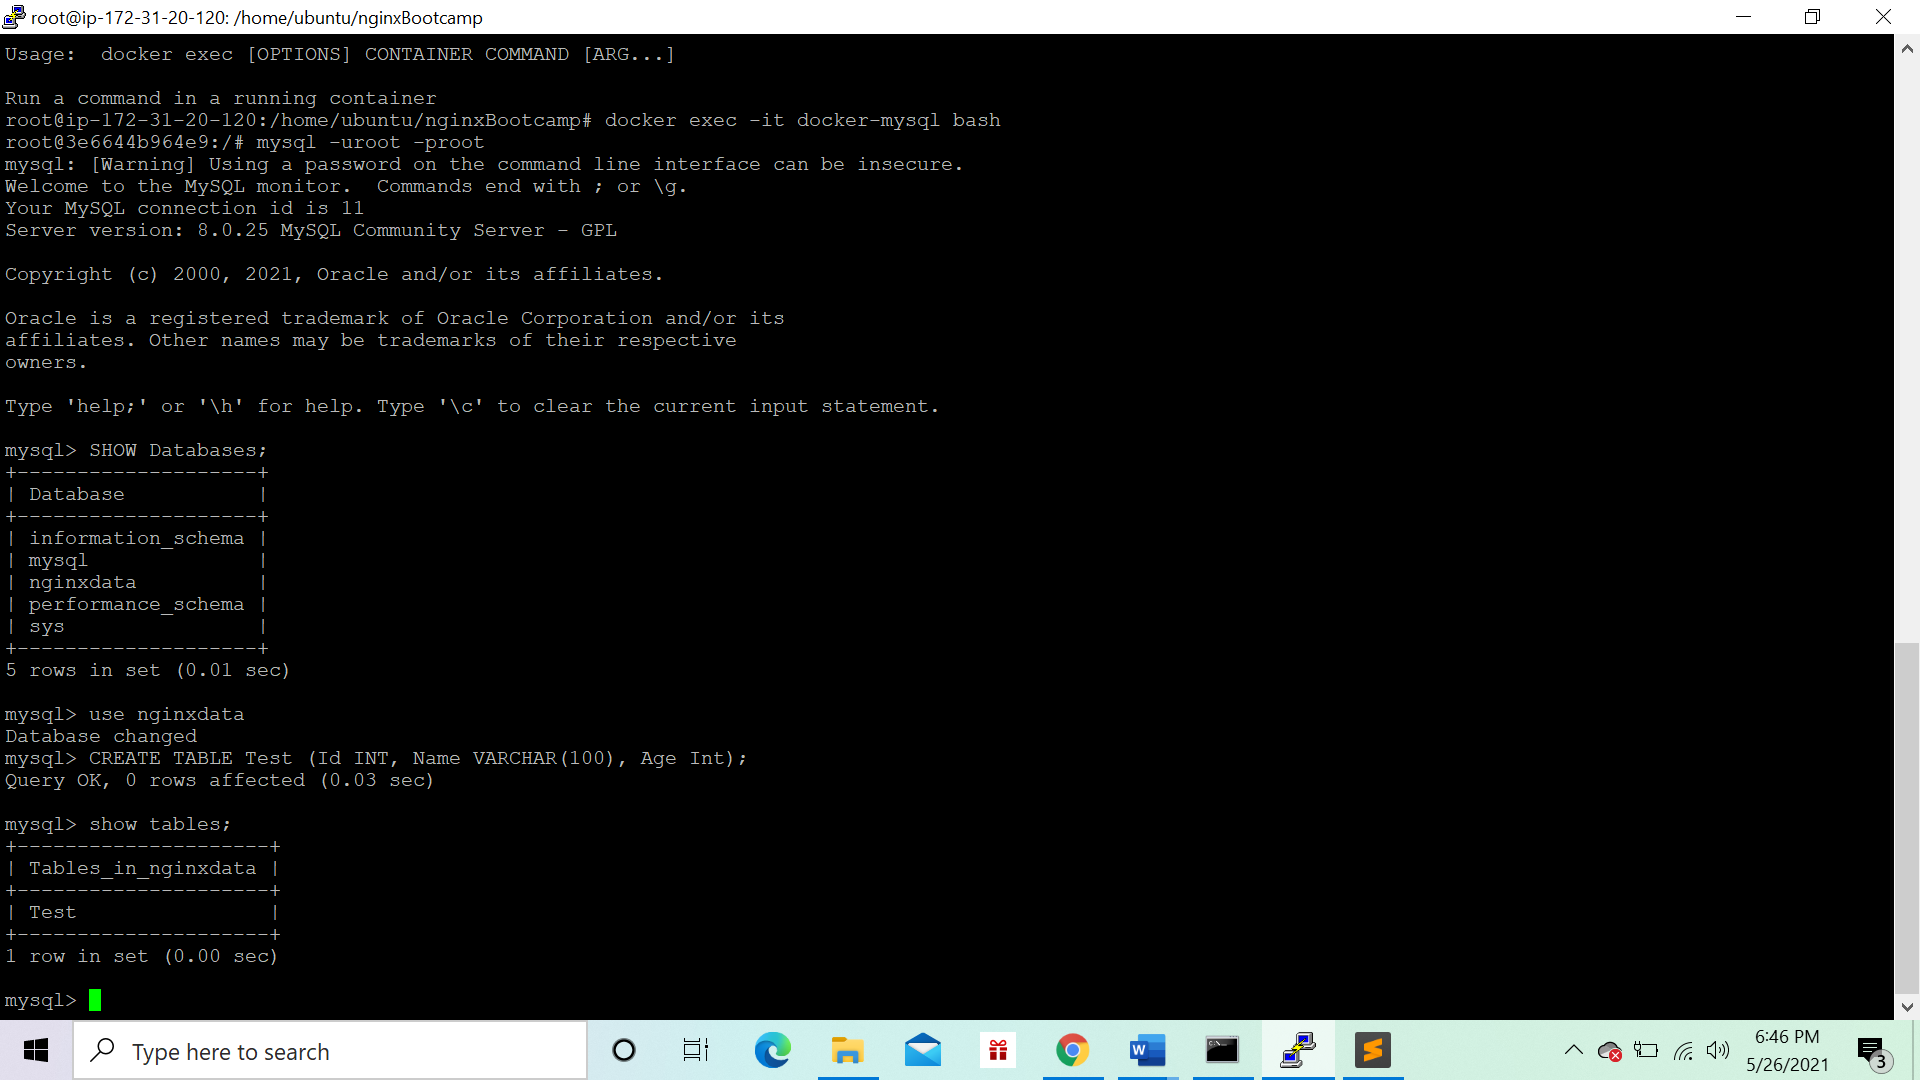 root@ip-172-31-20-120: /home/ubuntu/nginxBootcamp
Usage:  docker exec [OPTIONS] CONTAINER COMMAND [ARG...]
Run a command in a running container
root@ip-172-31-20-120:/home/ubuntu/nginxBootcamp# docker exec -it docker-mysql bash
root@3e6644b964e9:/# mysql -uroot -proot
mysql: [Warning] Using a password on the command line interface can be insecure.
Welcome to the MySQL monitor.  Commands end with ; or \g.
Your MySQL connection id is 11
Server version: 8.0.25 MySQL Community Server - GPL
Copyright (c) 2000, 2021, Oracle and/or its affiliates.
Oracle is a registered trademark of Oracle Corporation and/or its
affiliates. Other names may be trademarks of their respective
owners.
Type 'help;' or '\h' for help. Type '\c' to clear the current input statement.
mysql> SHOW Databases;
+--------------------+
| Database           |
+--------------------+
| information_schema |
| mysql              |
| nginxdata          |
| performance_schema |
| sys                |
+--------------------+
5 rows in set (0.01 sec)
mysql> use nginxdata
Database changed
mysql> CREATE TABLE Test (Id INT, Name VARCHAR(100), Age Int);
Query OK, 0 rows affected (0.03 sec)
mysql> show tables;
+---------------------+
| Tables_in_nginxdata |
+---------------------+
| Test                |
+---------------------+
1 row in set (0.00 sec)
mysql>
Type here to search
6:46 PM
5/26/2021
3